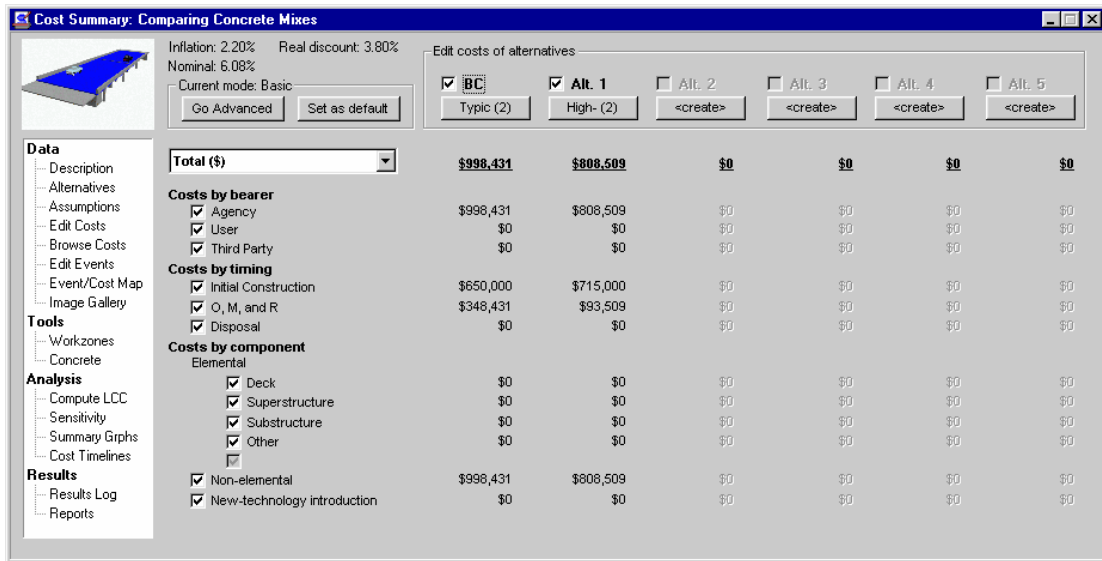 Cost Summary: Comparing Concrete Mixes
Inflation: 2.20% Real discount: 3.80%
Nominal: 6.08%
Current mode: Basic
Go Advanced Set as default
Edit costs of alternatives
BC Alt. 1 Alt. 2 Alt. 3 Alt. 4 Alt. 5
Typic (2) High- (2) <create> <create> <create> <create>
Data
Description
Alternatives
Assumptions
Edit Costs
Browse Costs
Edit Events
Event/Cost Map
Image Gallery
Tools
Workzones
Concrete
Analysis
Compute LCC
Sensitivity
Summary Grphs
Cost Timelines
Results
Results Log
Reports
Total ($) $998,431 $808,509 $0 $0 $0 $0
Costs by bearer
Agency $998,431 $808,509 $0 $0 $0 $0
User $0 $0 $0 $0 $0 $0
Third Party $0 $0 $0 $0 $0 $0
Costs by timing
Initial Construction $650,000 $715,000 $0 $0 $0 $0
O, M, and R $348,431 $93,509 $0 $0 $0 $0
Disposal $0 $0 $0 $0 $0 $0
Costs by component
Elemental
Deck $0 $0 $0 $0 $0 $0
Superstructure $0 $0 $0 $0 $0 $0
Substructure $0 $0 $0 $0 $0 $0
Other $0 $0 $0 $0 $0 $0
Non-elemental $998,431 $808,509 $0 $0 $0 $0
New-technology introduction $0 $0 $0 $0 $0 $0